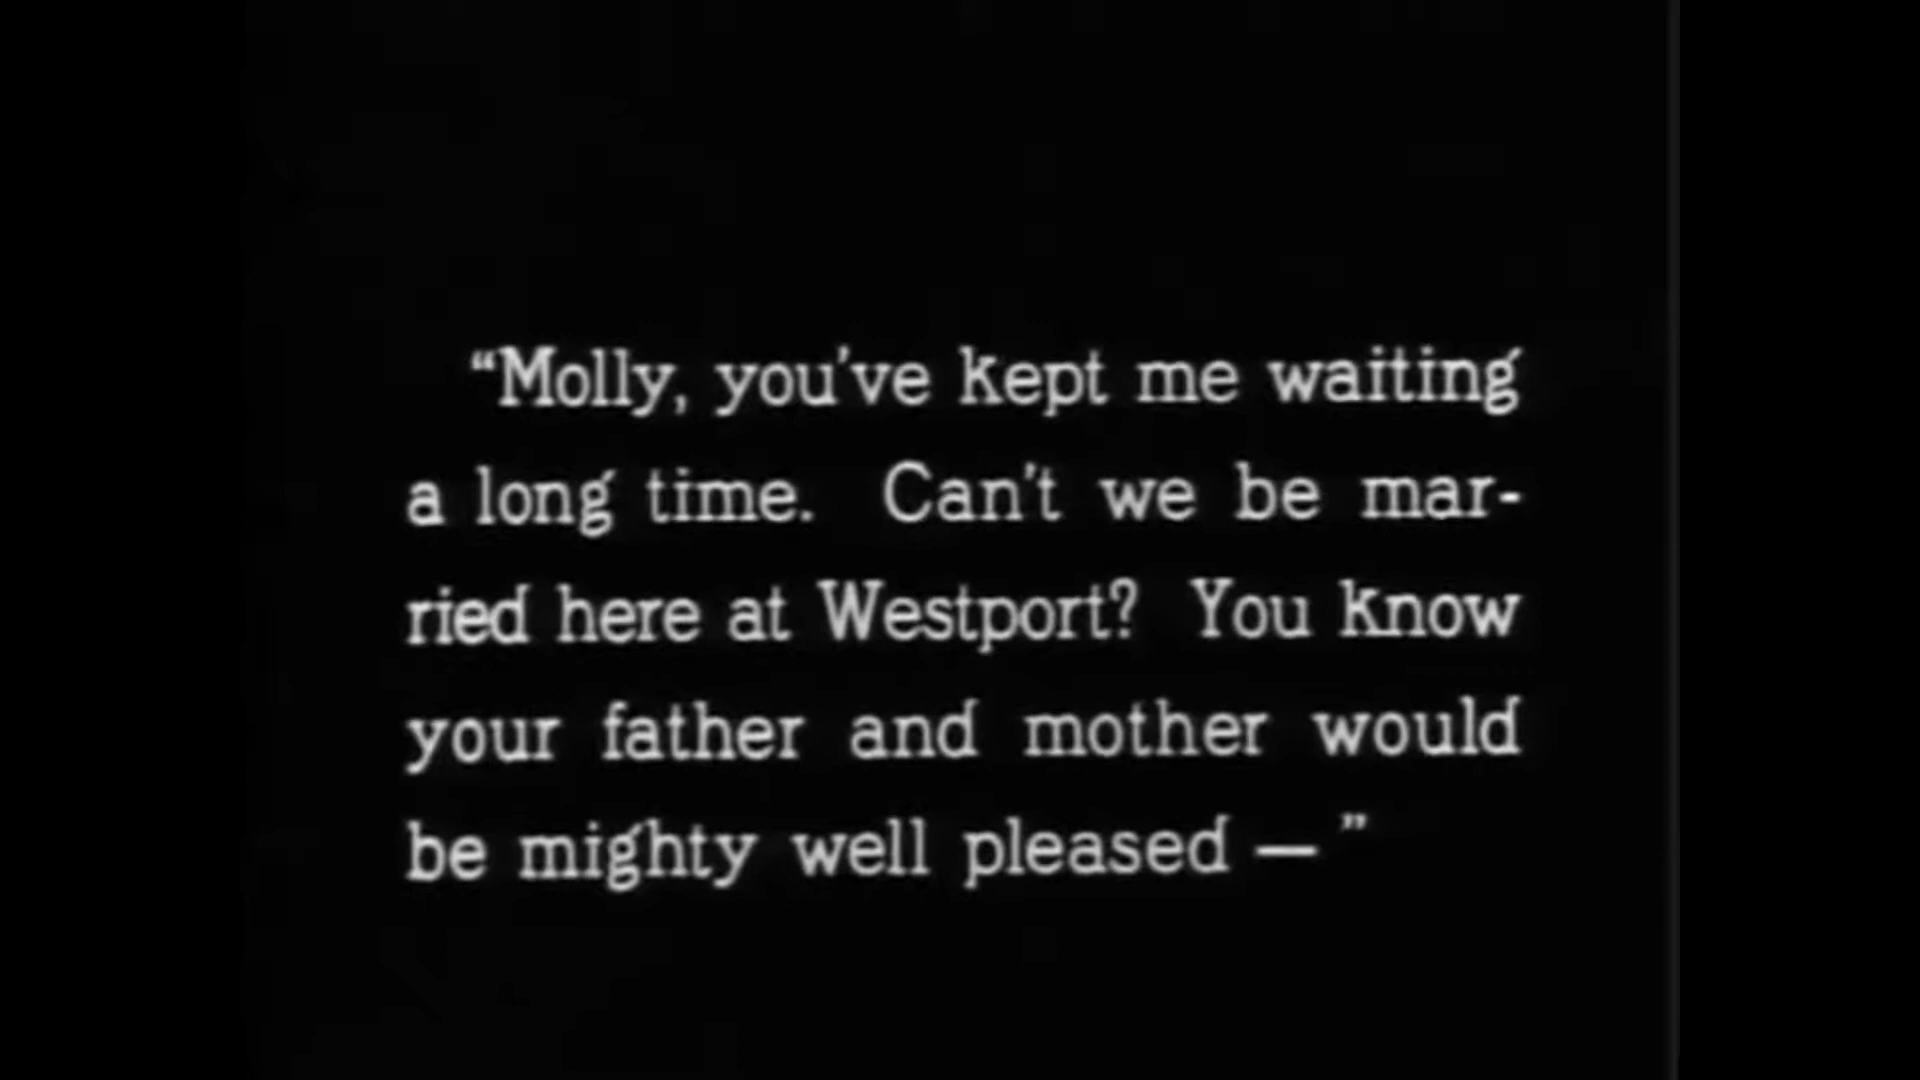 “Molly, you've kept me waiting
a long time. Can't we be mar-
ried here at Westport? You know
your father and mother would
be mighty well pleased — ”